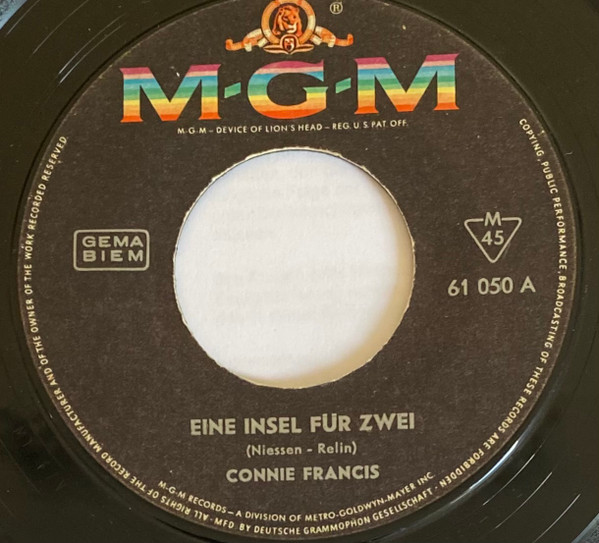 ®
M-G-M
M-G-M — DEVICE OF LION'S HEAD — REG. U.S. PAT. OFF.
GEMA
BIEM
M
45
61 050 A
EINE INSEL FÜR ZWEI
(Niessen - Relin)
CONNIE FRANCIS
M-G-M RECORDS — A DIVISION OF METRO-GOLDWYN-MAYER INC.
ALL RIGHTS OF THE RECORD MANUFACTURER AND OF THE OWNER OF THE WORK RECORDED RESERVED
COPYING, PUBLIC PERFORMANCE, BROADCASTING OF THESE RECORDS ARE FORBIDDEN
MFD. BY DEUTSCHE GRAMMOPHON GESELLSCHAFT